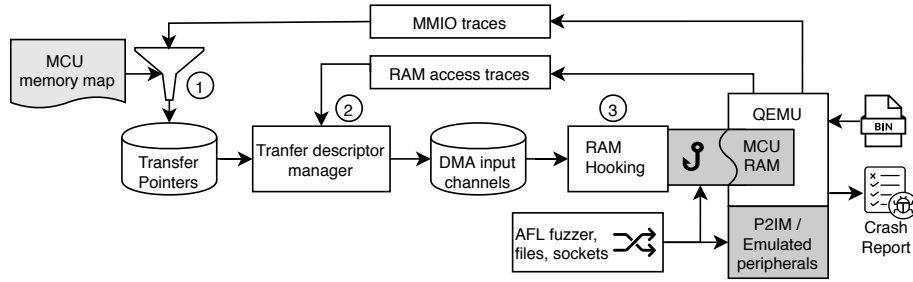 MMIO traces
MCU
memory map
RAM access traces
1
2
3
Transfer
Pointers
Tranfer descriptor
manager
DMA input
channels
RAM
Hooking
QEMU
MCU
RAM
BIN
AFL fuzzer,
files, sockets
P2IM /
Emulated
peripherals
Crash
Report